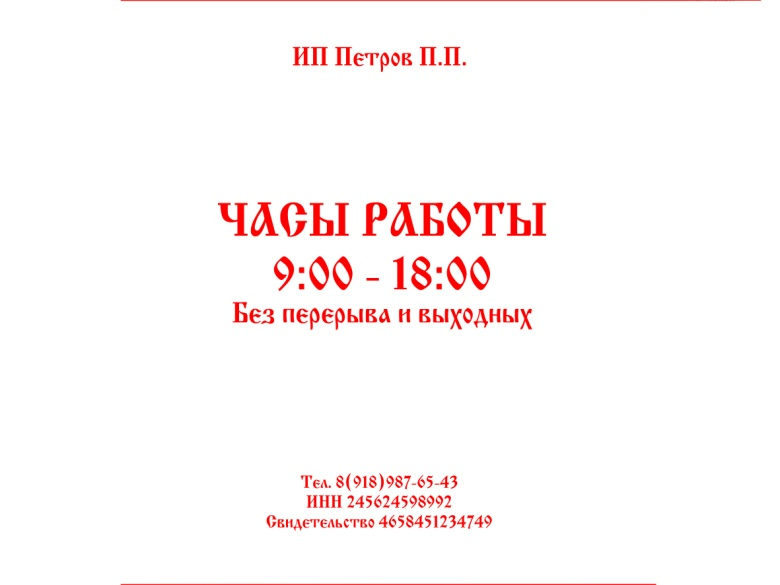 ИП Петров П.П.
ЧАСЫ РАБОТЫ
9:00 - 18:00
Без перерыва и выходных
Тел. 8(918)987-65-43
ИНН 245624598992
Свидетельство 4658451234749